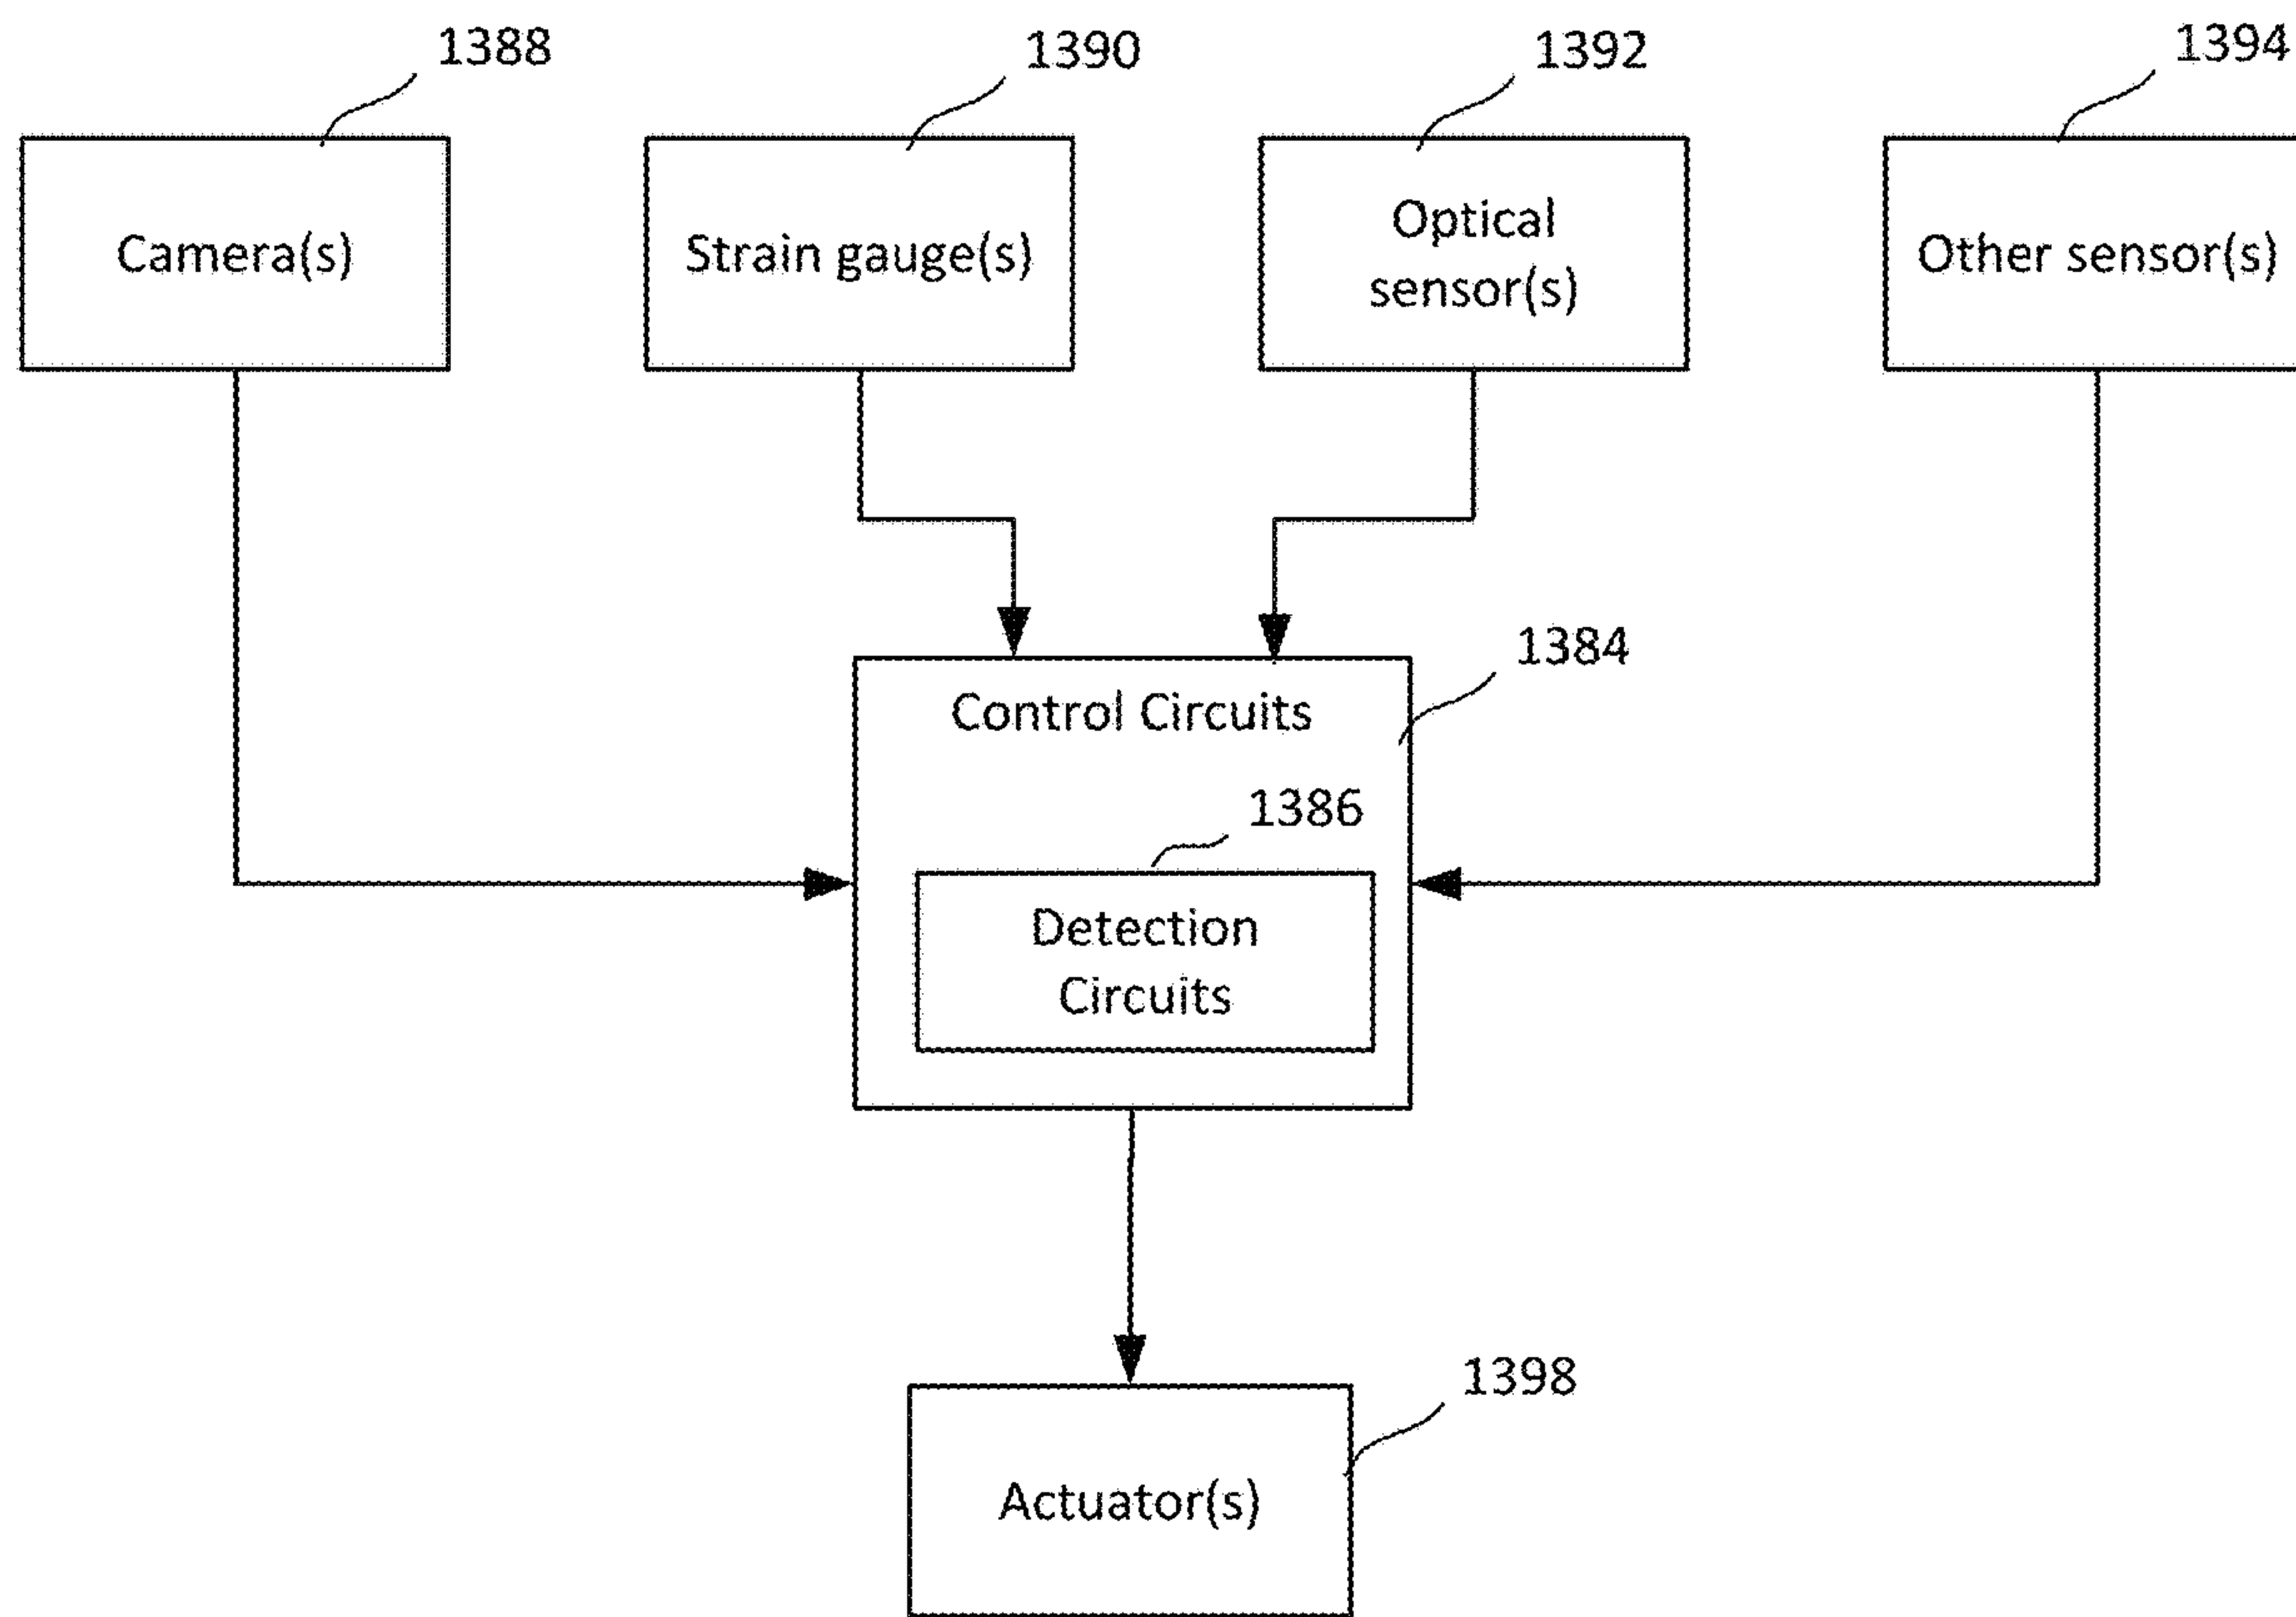 1388
1390
1392
1394
Camera(s)
Strain gauge(s)
Optical
sensor(s)
Other sensor(s)
1384
Control Circuits
1386
Detection
Circuits
1398
Actuator(s)